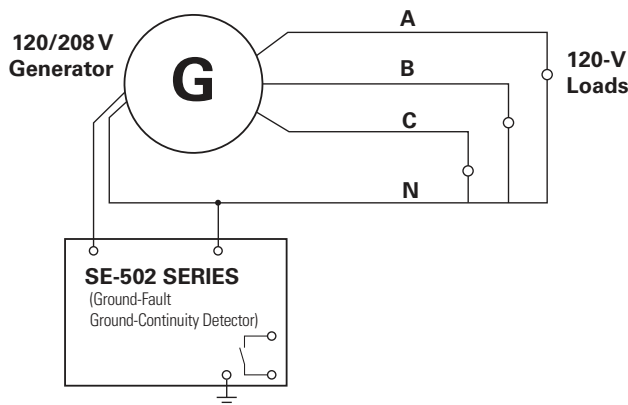 120/208 V
Generator
G
A
B
C
N
120-V
Loads
SE-502 SERIES
(Ground-Fault
Ground-Continuity Detector)